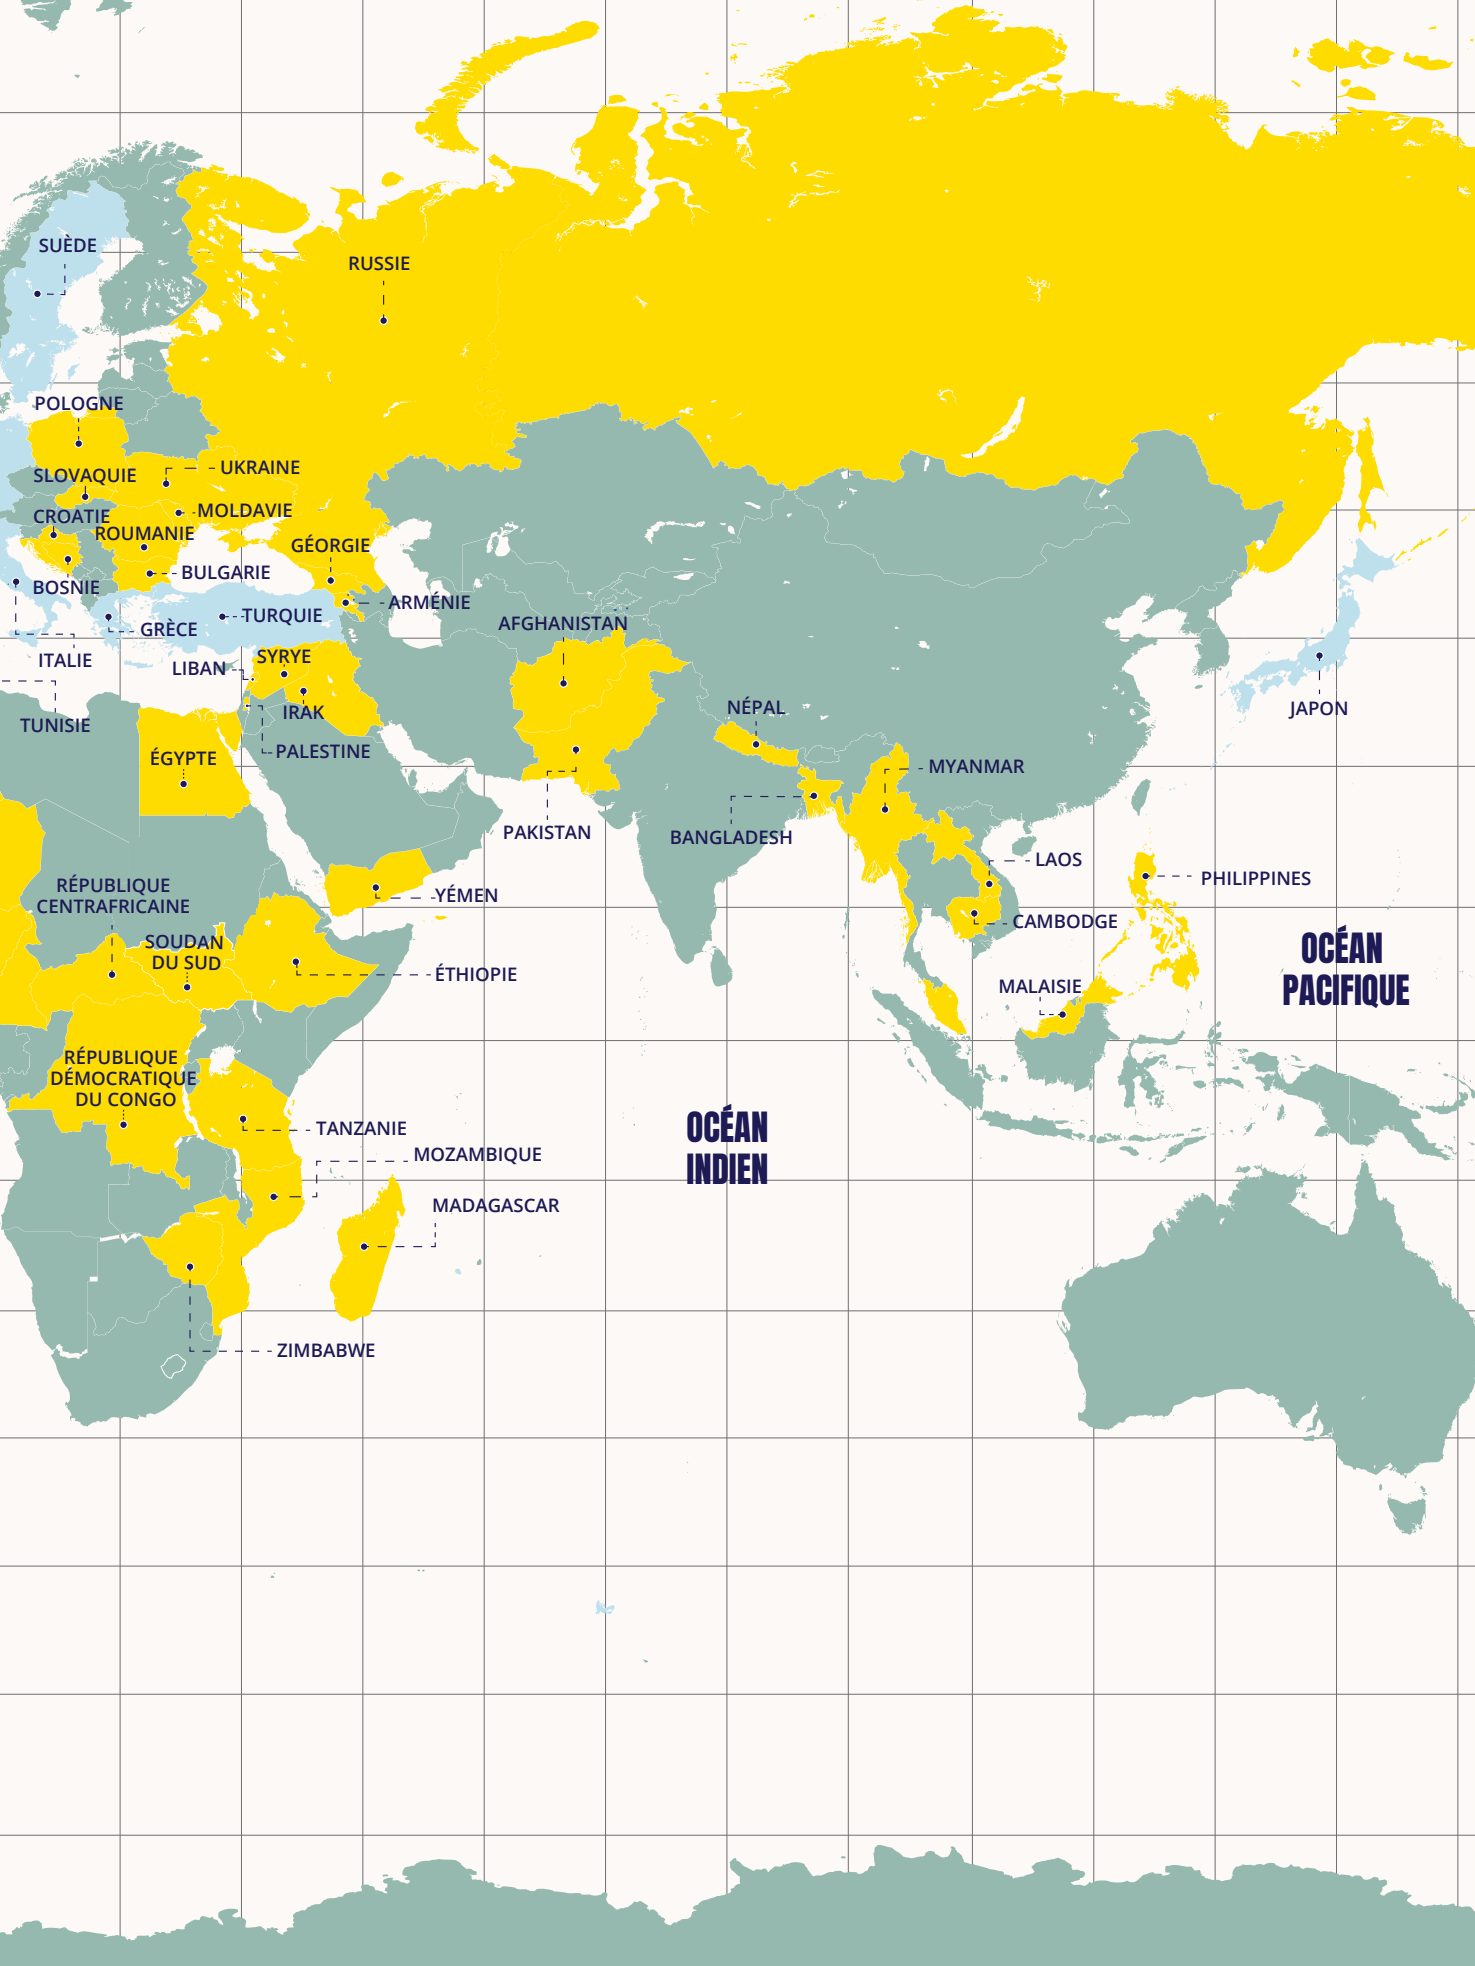 SUÈDE
RUSSIE
POLOGNE
SLOVAQUIE
UKRAINE
CROATIE
MOLDAVIE
ROUMANIE
GÉORGIE
BULGARIE
BOSNIE
ARMÉNIE
TURQUIE
GRÈCE
AFGHANISTAN
ITALIE
LIBAN
SYRYE
IRAK
NÉPAL
JAPON
TUNISIE
PALESTINE
ÉGYPTE
MYANMAR
PAKISTAN
BANGLADESH
LAOS
PHILIPPINES
RÉPUBLIQUE
CENTRAFRICAINE
YÉMEN
CAMBODGE
SOUDAN
DU SUD
OCÉAN
PACIFIQUE
ÉTHIOPIE
MALAISIE
RÉPUBLIQUE
DÉMOCRATIQUE
DU CONGO
TANZANIE
OCÉAN
INDIEN
MOZAMBIQUE
MADAGASCAR
ZIMBABWE